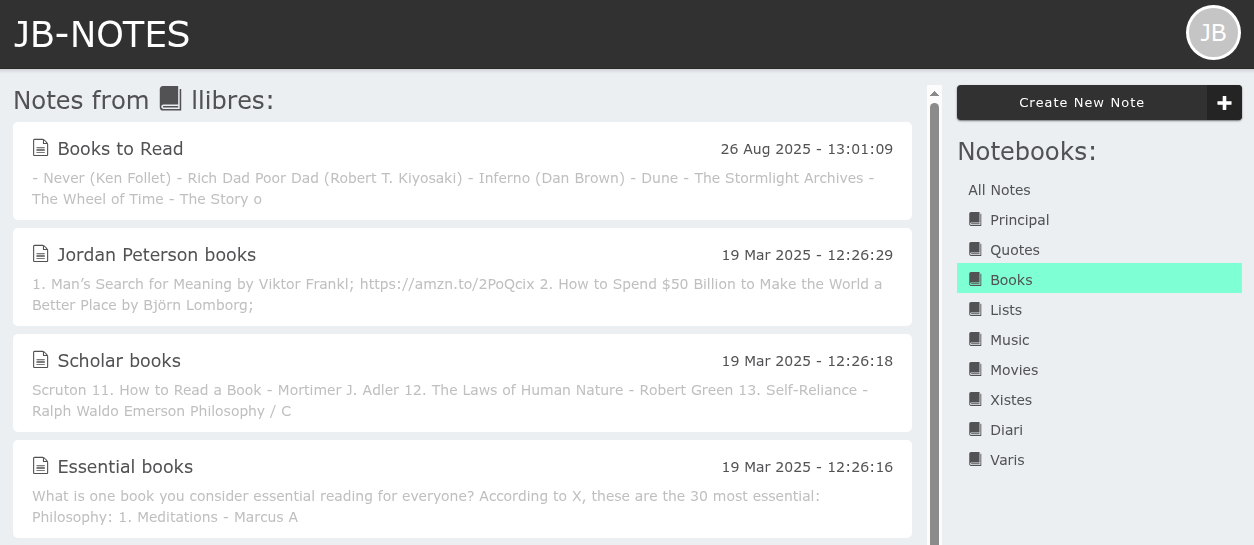 JB-NOTES
JB
Notes from llibres:
Books to Read
26 Aug 2025 - 13:01:09
- Never (Ken Follet) - Rich Dad Poor Dad (Robert T. Kiyosaki) - Inferno (Dan Brown) - Dune - The Stormlight Archives -
The Wheel of Time - The Story o
Jordan Peterson books
19 Mar 2025 - 12:26:29
1. Man’s Search for Meaning by Viktor Frankl; https://amzn.to/2PoQcix 2. How to Spend $50 Billion to Make the World a
Better Place by Björn Lomborg;
Scholar books
19 Mar 2025 - 12:26:18
Scruton 11. How to Read a Book - Mortimer J. Adler 12. The Laws of Human Nature - Robert Green 13. Self-Reliance -
Ralph Waldo Emerson Philosophy / C
Essential books
19 Mar 2025 - 12:26:16
What is one book you consider essential reading for everyone? According to X, these are the 30 most essential:
Philosophy: 1. Meditations - Marcus A
Create New Note
Notebooks:
All Notes
Principal
Quotes
Books
Lists
Music
Movies
Xistes
Diari
Varis